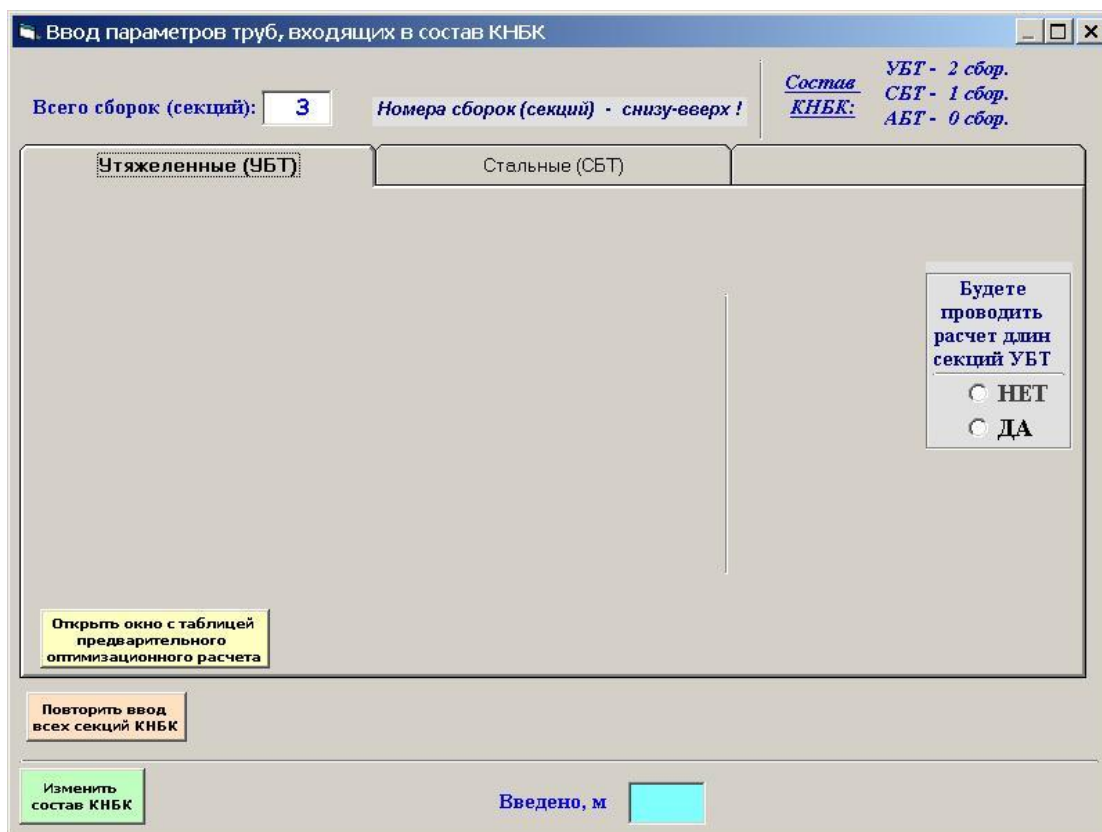 Ввод параметров труб, входящих в состав КНБК
Всего сборок (секций): 3
Номера сборок (секций) - снизу-вверх !
Состав
КНБК:
УБТ - 2 сбор.
СБТ - 1 сбор.
АБТ - 0 сбор.
Утяжеленные (УБТ)
Стальные (СБТ)
Будете
проводить
расчет длин
секций УБТ
НЕТ
ДА
Открыть окно с таблицей
предварительного
оптимизационного расчета
Повторить ввод
всех секций КНБК
Изменить
состав КНБК
Введено, м